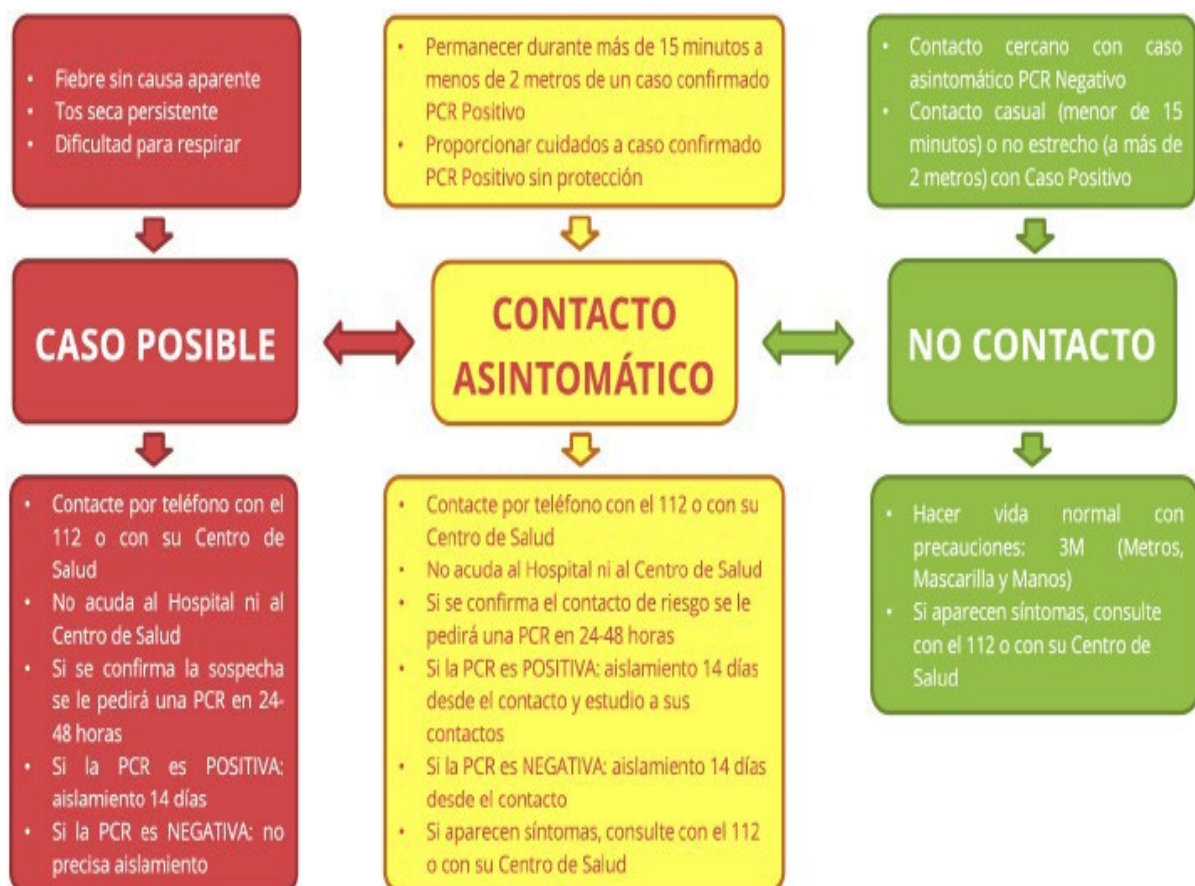 • Fiebre sin causa aparente
• Tos seca persistente
• Dificultad para respirar
CASO POSIBLE
• Contacte por teléfono con el
112 o con su Centro de
Salud
• No acuda al Hospital ni al
Centro de Salud
• Si se confirma la sospecha
se le pedirá una PCR en 24-
48 horas
• Si la PCR es POSITIVA:
aislamiento 14 días
• Si la PCR es NEGATIVA: no
precisa aislamiento
• Permanecer durante más de 15 minutos a
menos de 2 metros de un caso confirmado
PCR Positivo
• Proporcionar cuidados a caso confirmado
PCR Positivo sin protección
CONTACTO
ASINTOMÁTICO
• Contacte por teléfono con el 112 o con su
Centro de Salud
• No acuda al Hospital ni al Centro de Salud
• Si se confirma el contacto de riesgo se le
pedirá una PCR en 24-48 horas
• Si la PCR es POSITIVA: aislamiento 14 días
desde el contacto y estudio a sus
contactos
• Si la PCR es NEGATIVA: aislamiento 14 días
desde el contacto
• Si aparecen síntomas, consulte con el 112
o con su Centro de Salud
• Contacto cercano con caso
asintomático PCR Negativo
• Contacto casual (menor de 15
minutos) o no estrecho (a más de
2 metros) con Caso Positivo
NO CONTACTO
• Hacer vida normal con
precauciones: 3M (Metros,
Mascarilla y Manos)
• Si aparecen síntomas, consulte
con el 112 o con su Centro de
Salud